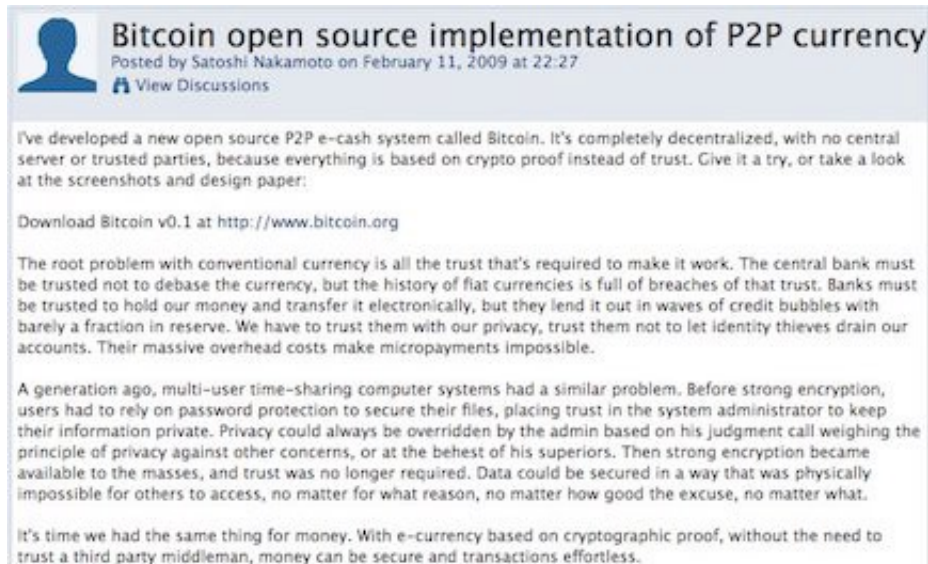 Bitcoin open source implementation of P2P currency
Posted by Satoshi Nakamoto on February 11, 2009 at 22:27
View Discussions
I've developed a new open source P2P e-cash system called Bitcoin. It's completely decentralized, with no central
server or trusted parties, because everything is based on crypto proof instead of trust. Give it a try, or take a look
at the screenshots and design paper:
Download Bitcoin v0.1 at http://www.bitcoin.org
The root problem with conventional currency is all the trust that's required to make it work. The central bank must
be trusted not to debase the currency, but the history of fiat currencies is full of breaches of that trust. Banks must
be trusted to hold our money and transfer it electronically, but they lend it out in waves of credit bubbles with
barely a fraction in reserve. We have to trust them with our privacy, trust them not to let identity thieves drain our
accounts. Their massive overhead costs make micropayments impossible.
A generation ago, multi-user time-sharing computer systems had a similar problem. Before strong encryption,
users had to rely on password protection to secure their files, placing trust in the system administrator to keep
their information private. Privacy could always be overridden by the admin based on his judgment call weighing the
principle of privacy against other concerns, or at the behest of his superiors. Then strong encryption became
available to the masses, and trust was no longer required. Data could be secured in a way that was physically
impossible for others to access, no matter for what reason, no matter how good the excuse, no matter what.
It's time we had the same thing for money. With e-currency based on cryptographic proof, without the need to
trust a third party middleman, money can be secure and transactions effortless.